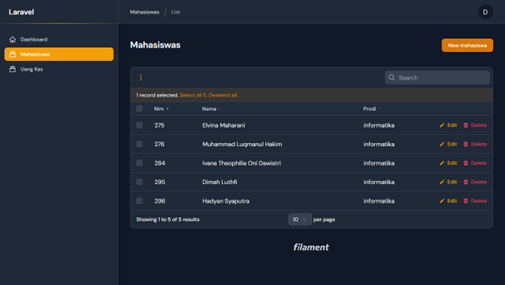 Laravel
Mahasiswas / List
D
Dashboard
Mahasiswas
Uang Kas
Mahasiswas
New mahasiswa
Search
1 record selected. Select all 5. Deselect all.
Nim Nama Prodi
275 Elvina Maharani informatika Edit Delete
276 Muhammad Luqmanul Hakim informatika Edit Delete
284 Ivana Theophilia Oni Dawistri informatika Edit Delete
295 Dimah Luthfi informatika Edit Delete
296 Hadyan Syaputra informatika Edit Delete
Showing 1 to 5 of 5 results 10 per page
filament